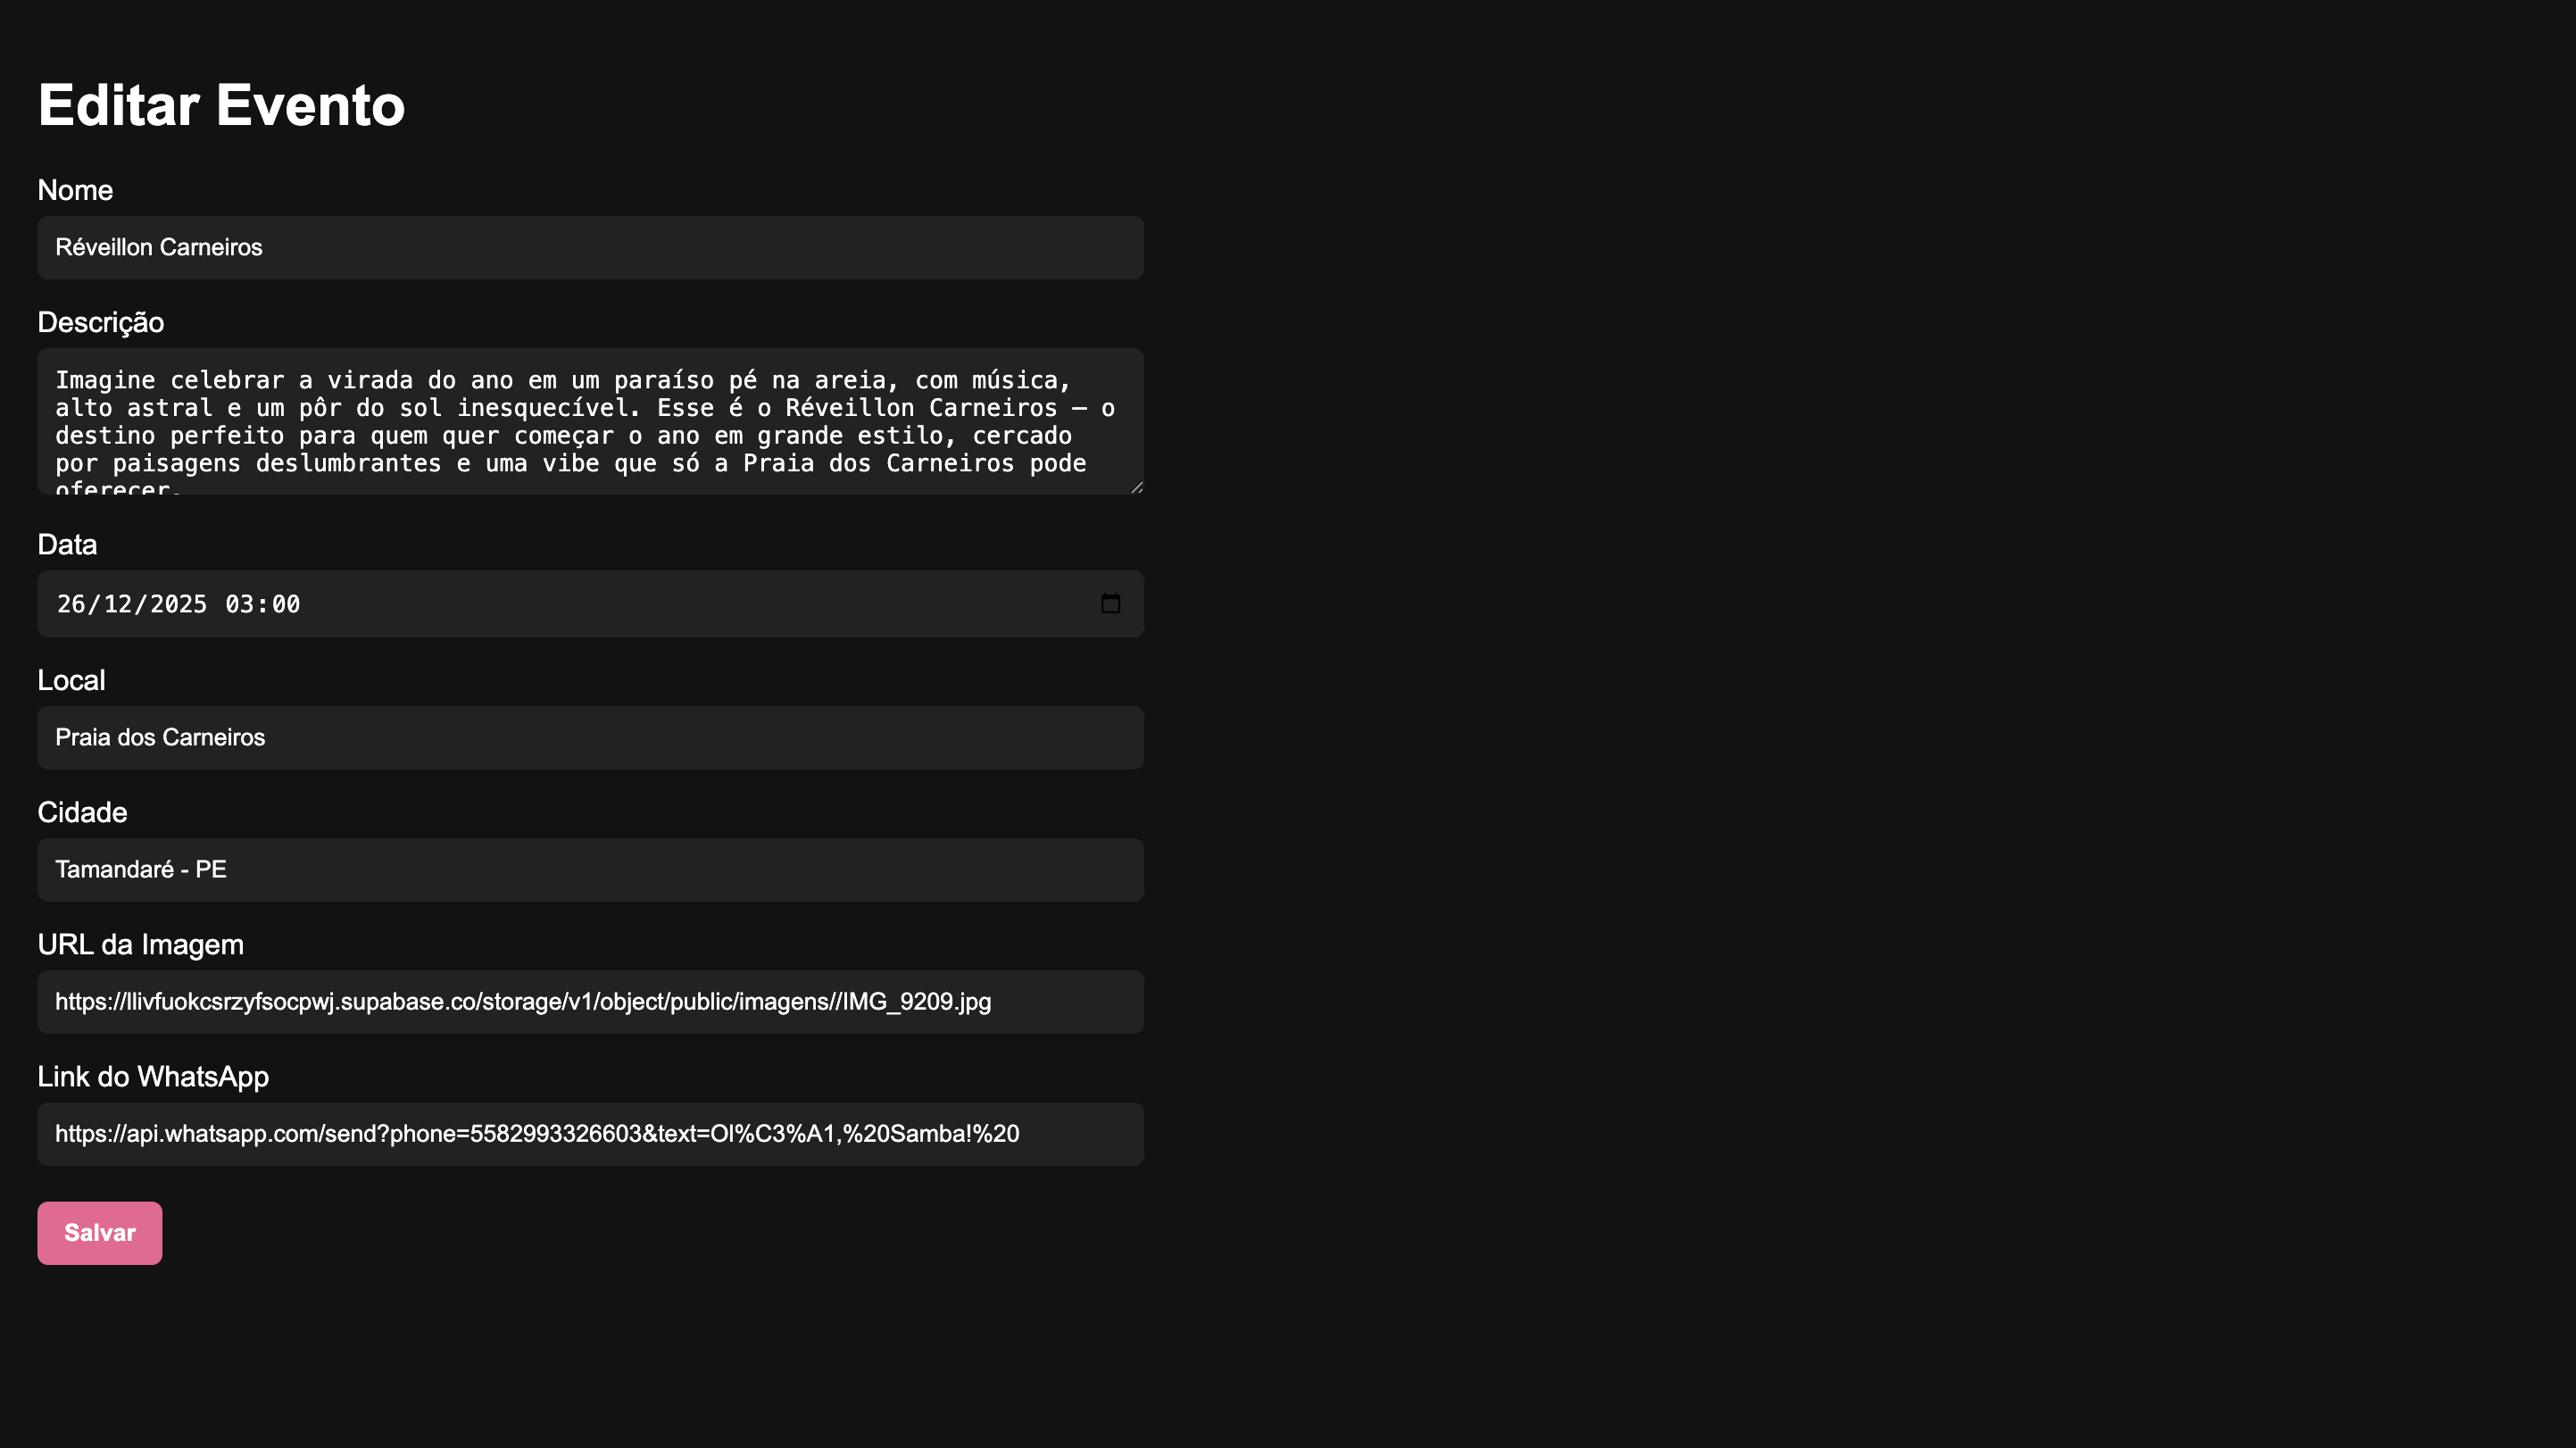 Editar Evento
Nome
Réveillon Carneiros
Descrição
Imagine celebrar a virada do ano em um paraíso pé na areia, com música,
alto astral e um pôr do sol inesquecível. Esse é o Réveillon Carneiros — o
destino perfeito para quem quer começar o ano em grande estilo, cercado
por paisagens deslumbrantes e uma vibe que só a Praia dos Carneiros pode
oferecer.
Data
26/12/2025 03:00
Local
Praia dos Carneiros
Cidade
Tamandaré - PE
URL da Imagem
https://llivfuokcsrzyfsocpwj.supabase.co/storage/v1/object/public/imagens//IMG_9209.jpg
Link do WhatsApp
https://api.whatsapp.com/send?phone=5582993326603&text=Ol%C3%A1,%20Samba!%20
Salvar